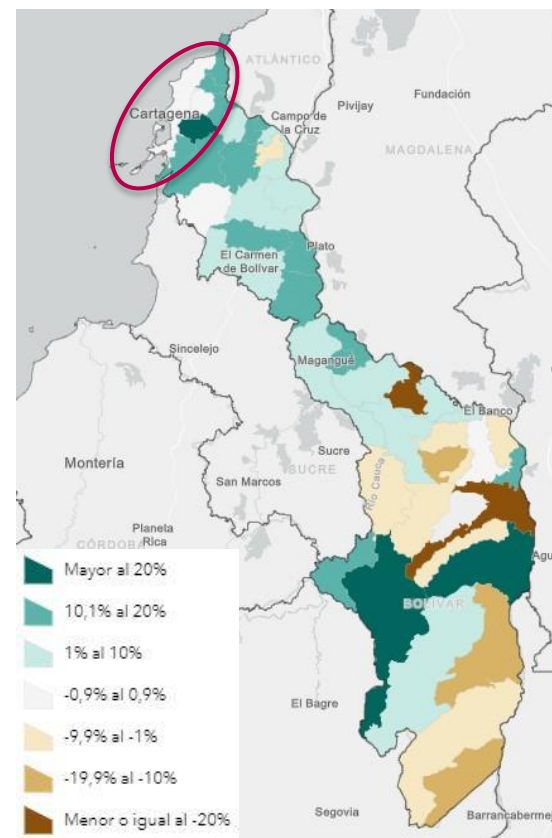 ATLÁNTICO
Fundación
Cartagena
Campo de
la Cruz
Pivijay
MAGDALENA
El Carmen
de Bolívar
Plato
Sincelejo
Magangué
El Banco
Sucre
SUCRE
Montería
San Marcos
Río Cauca
Planeta
Rica
CÓRDOBA
Agu
BOLÍVAR
El Bagre
Segovia
Barrancaberme
Mayor al 20%
10,1% al 20%
1% al 10%
-0,9% al 0,9%
-9,9% al -1%
-19,9% al -10%
Menor o igual al -20%